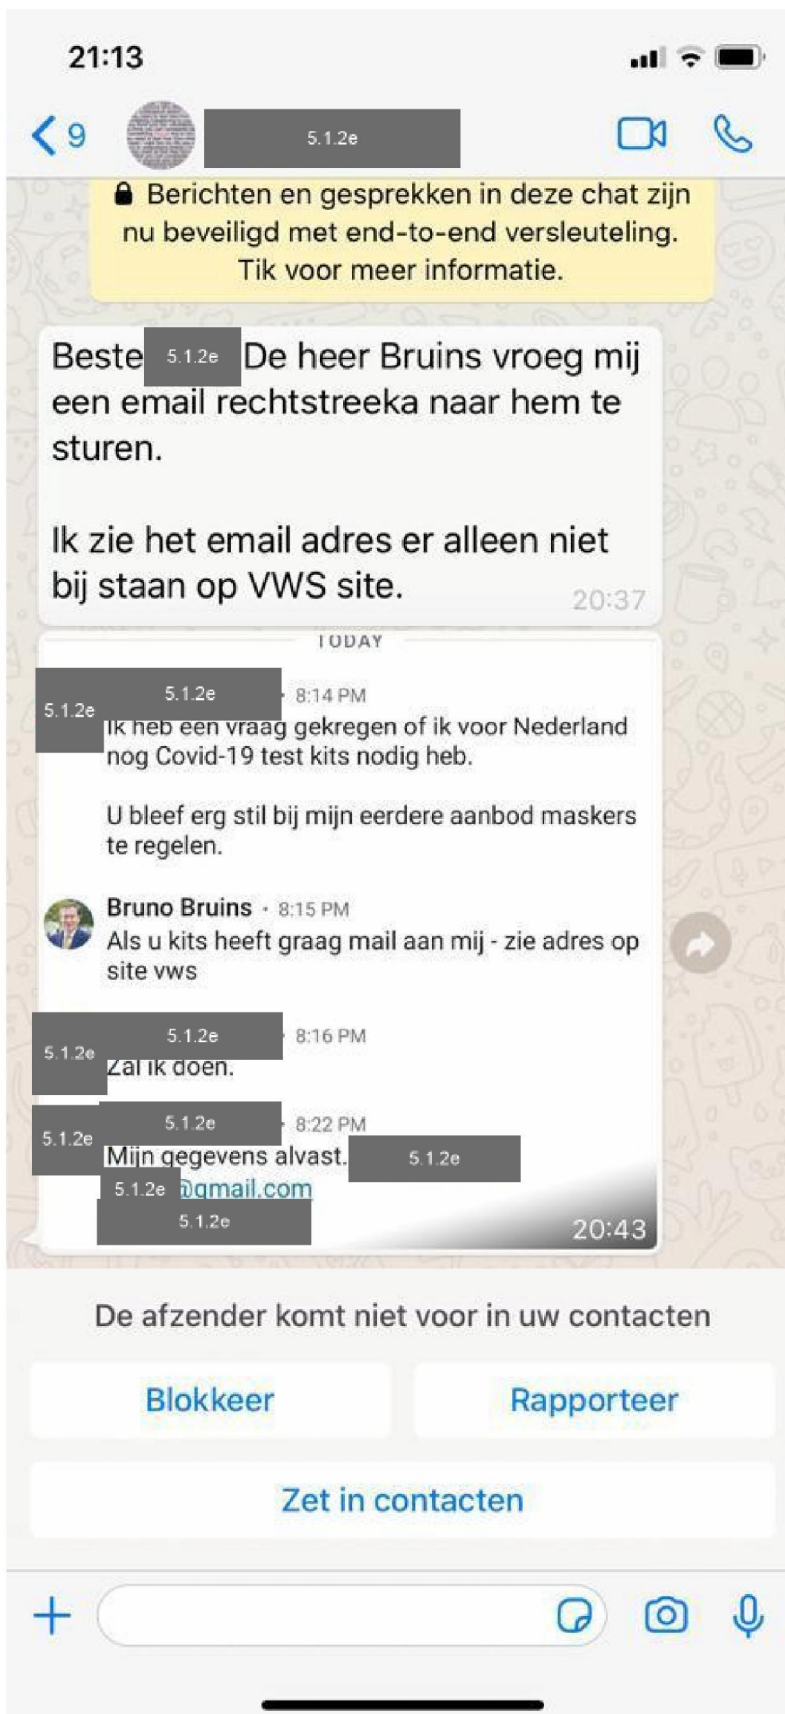 21:13
9
5.1.2e
Berichten en gesprekken in deze chat zijn
nu beveiligd met end-to-end versleuteling.
Tik voor meer informatie.
Beste 5.1.2e De heer Bruins vroeg mij
een email rechtstreeka naar hem te
sturen.
Ik zie het email adres er alleen niet
bij staan op VWS site.
20:37
TODAY
5.1.2e 5.1.2e · 8:14 PM
Ik heb een vraag gekregen of ik voor Nederland
nog Covid-19 test kits nodig heb.
U bleef erg stil bij mijn eerdere aanbod maskers
te regelen.
Bruno Bruins · 8:15 PM
Als u kits heeft graag mail aan mij - zie adres op
site vws
5.1.2e 5.1.2e · 8:16 PM
Zal ik doen.
5.1.2e 5.1.2e · 8:22 PM
Mijn gegevens alvast. 5.1.2e
5.1.2e @gmail.com
5.1.2e
20:43
De afzender komt niet voor in uw contacten
Blokkeer
Rapporteer
Zet in contacten